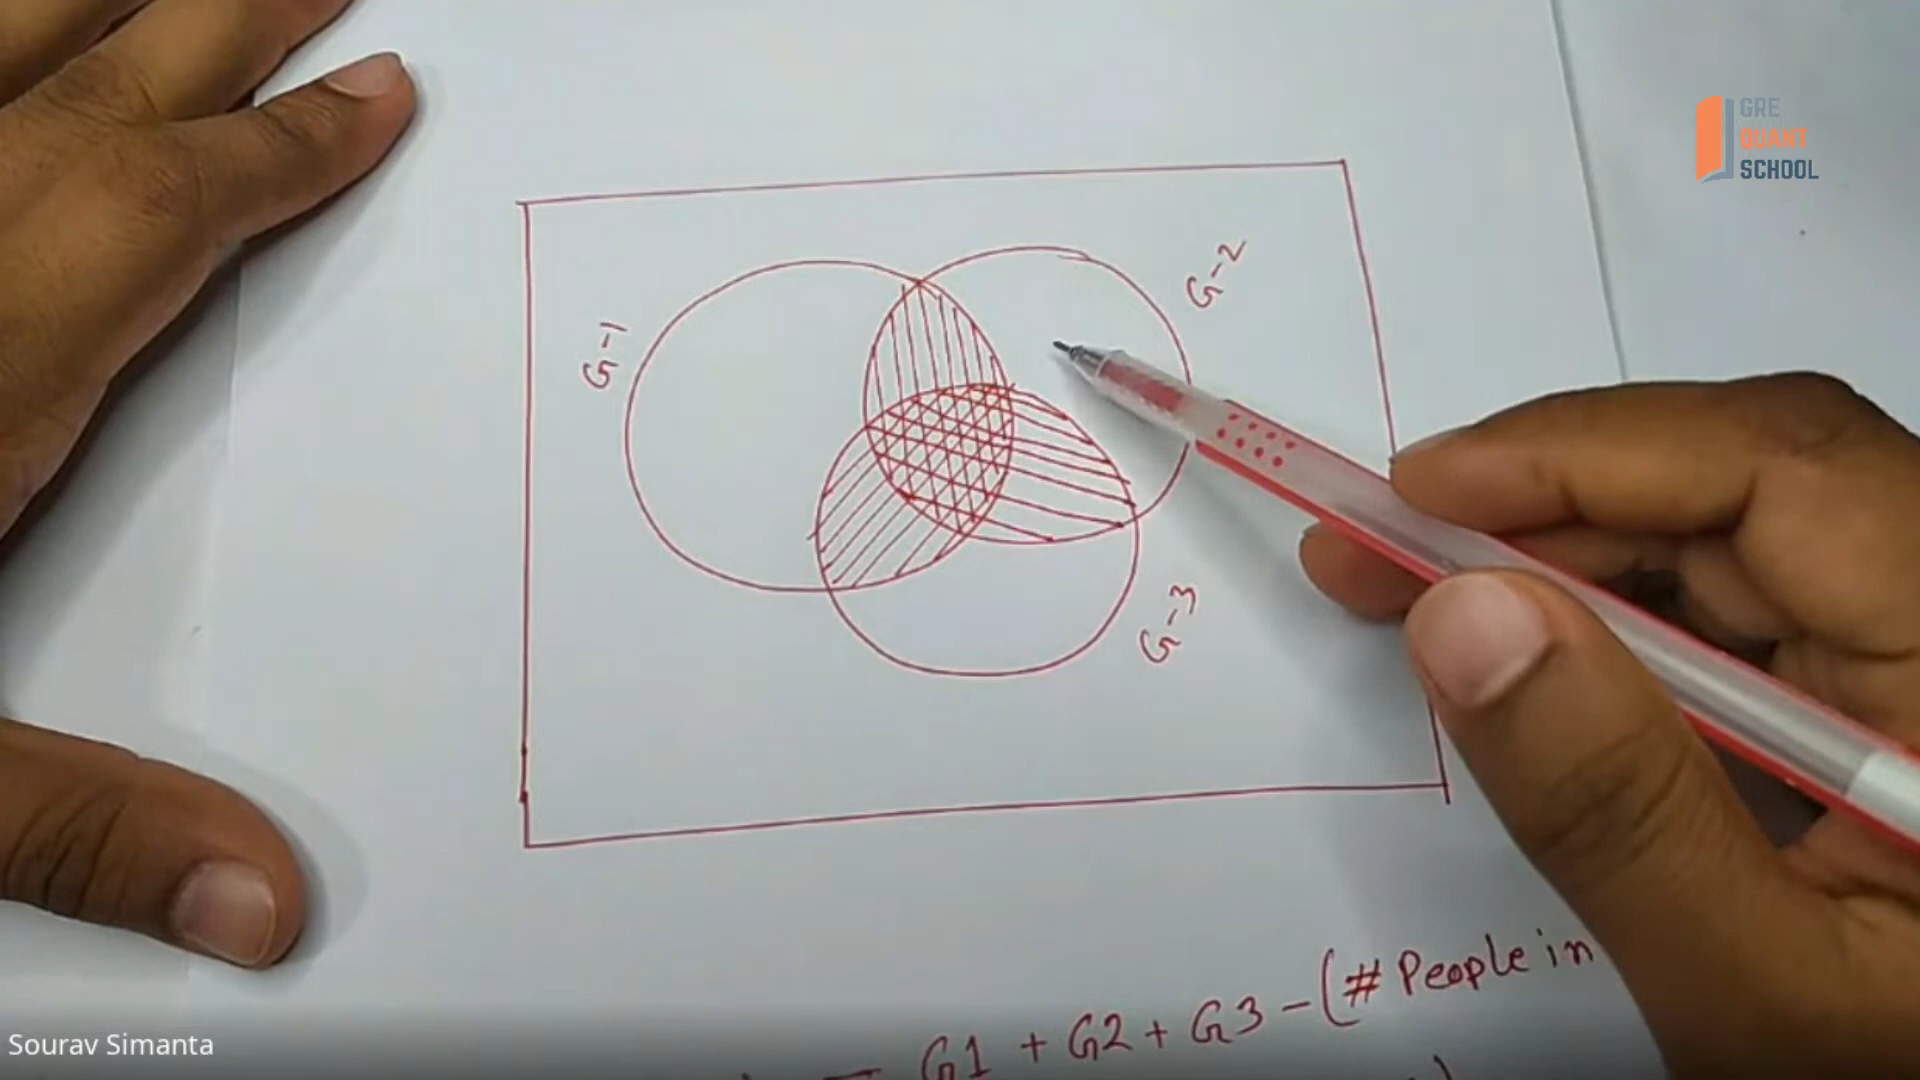 GRE
QUANT
SCHOOL
G-1
G-2
G-3
G1 + G2 + G3 - (# People in
Sourav Simanta